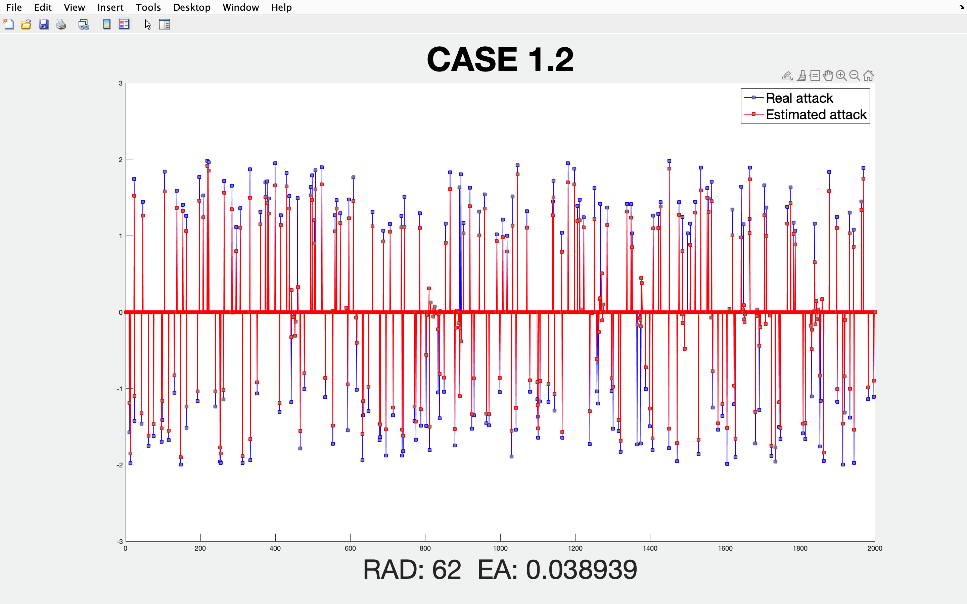 File Edit View Insert Tools Desktop Window Help
CASE 1.2
Real attack
Estimated attack
3
2
1
0
-1
-2
-3
0 200 400 600 800 1000 1200 1400 1600 1800 2000
RAD: 62 EA: 0.038939